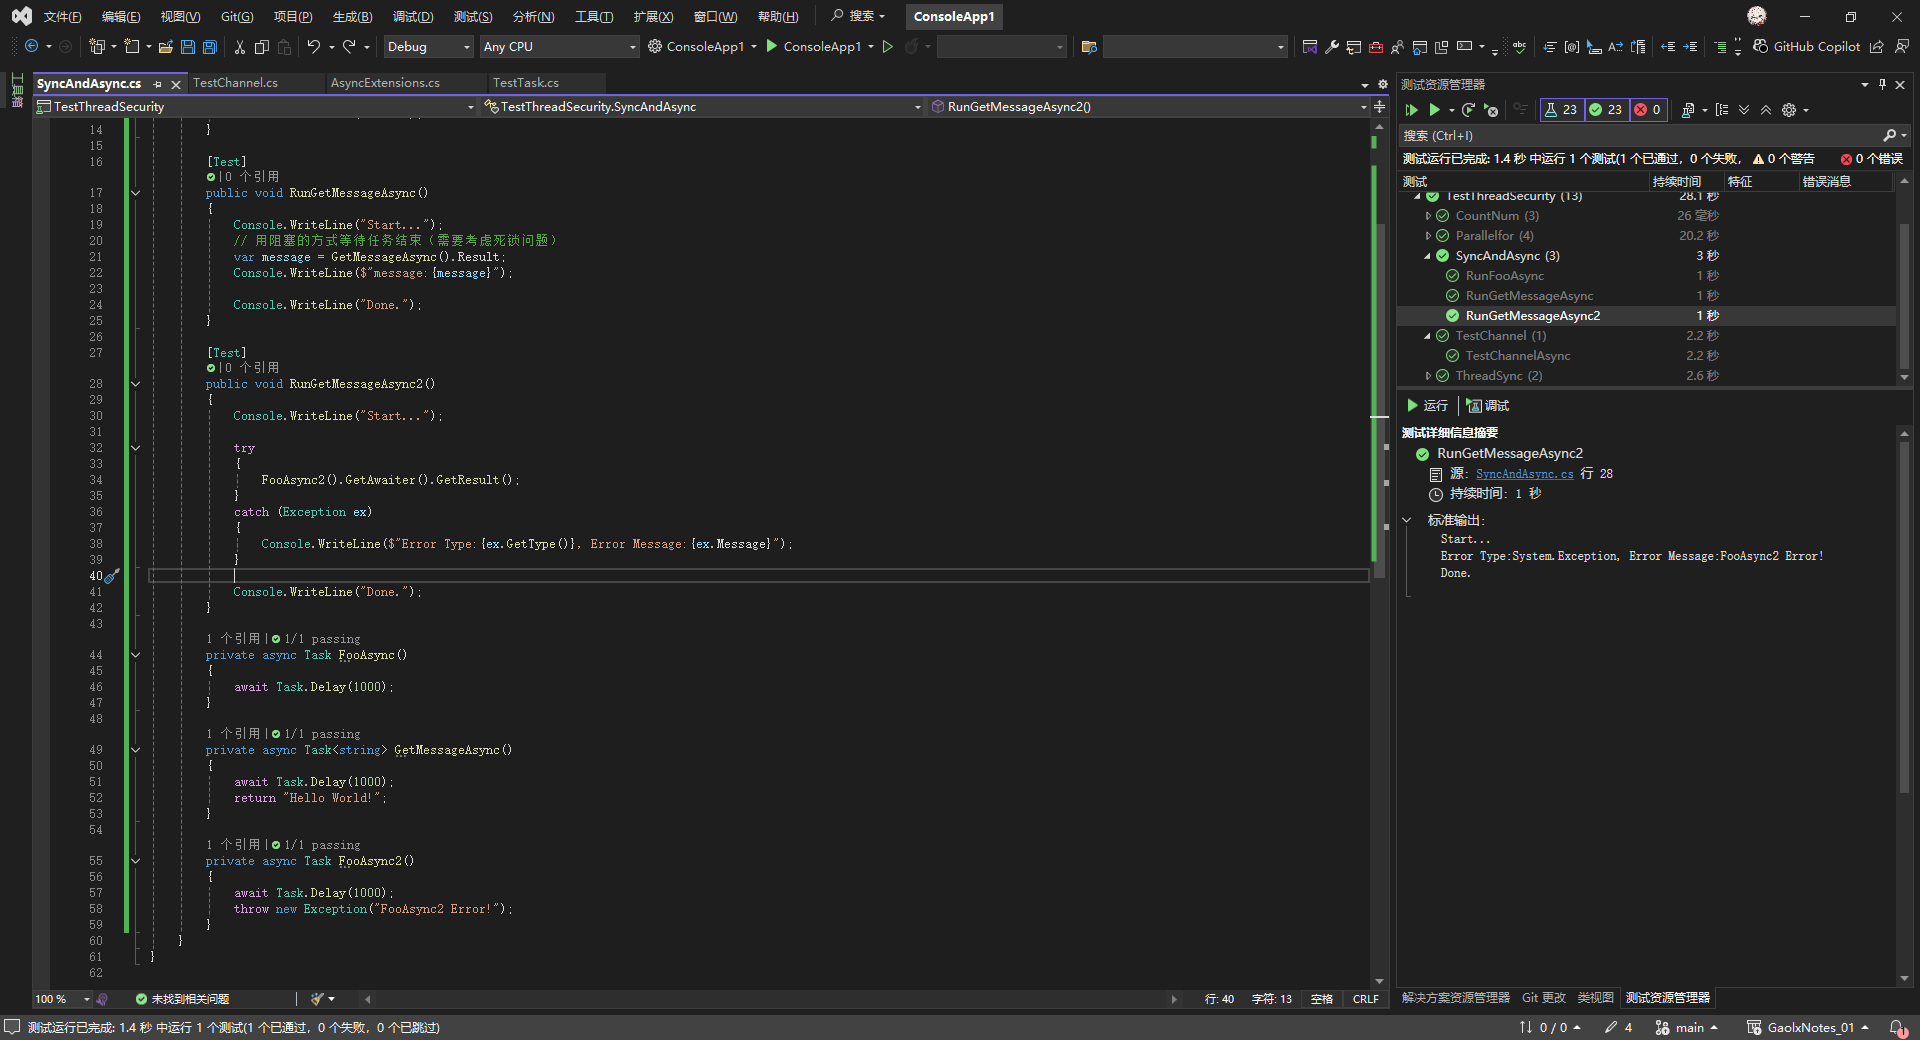 文件(F) 编辑(E) 视图(V) Git(G) 项目(P) 生成(B) 调试(D) 测试(S) 分析(N) 工具(T) 扩展(X) 窗口(W) 帮助(H) 搜索 ConsoleApp1
Debug Any CPU ConsoleApp1 ConsoleApp1 GitHub Copilot
工具箱
SyncAndAsync.cs TestChannel.cs AsyncExtensions.cs TestTask.cs
TestThreadSecurity TestThreadSecurity.SyncAndAsync RunGetMessageAsync2()
14 }
15
16 [Test]
0 个引用
17 public void RunGetMessageAsync()
18 {
19 Console.WriteLine("Start...");
20 // 用阻塞的方式等待任务结束（需要考虑死锁问题）
21 var message = GetMessageAsync().Result;
22 Console.WriteLine($"message:{message}");
23
24 Console.WriteLine("Done.");
25 }
26
27 [Test]
0 个引用
28 public void RunGetMessageAsync2()
29 {
30 Console.WriteLine("Start...");
31
32 try
33 {
34 FooAsync2().GetAwaiter().GetResult();
35 }
36 catch (Exception ex)
37 {
38 Console.WriteLine($"Error Type:{ex.GetType()}, Error Message:{ex.Message}");
39 }
40
41 Console.WriteLine("Done.");
42 }
43
1 个引用 | 1/1 passing
44 private async Task FooAsync()
45 {
46 await Task.Delay(1000);
47 }
48
1 个引用 | 1/1 passing
49 private async Task<string> GetMessageAsync()
50 {
51 await Task.Delay(1000);
52 return "Hello World!";
53 }
54
1 个引用 | 1/1 passing
55 private async Task FooAsync2()
56 {
57 await Task.Delay(1000);
58 throw new Exception("FooAsync2 Error!");
59 }
60 }
61 }
62
100 % 未找到相关问题 行: 40 字符: 13 空格 CRLF
测试资源管理器
23 23 0
搜索 (Ctrl+I)
测试运行已完成: 1.4 秒 中运行 1 个测试(1 个已通过，0 个失败， 0 个警告 0 个错误
测试 持续时间 特征 错误消息
TestThreadSecurity (13) 28.1 秒
CountNum (3) 26 毫秒
Parallelfor (4) 20.2 秒
SyncAndAsync (3) 3 秒
RunFooAsync 1 秒
RunGetMessageAsync 1 秒
RunGetMessageAsync2 1 秒
TestChannel (1) 2.2 秒
TestChannelAsync 2.2 秒
ThreadSync (2) 2.6 秒
运行 调试
测试详细信息摘要
RunGetMessageAsync2
源: SyncAndAsync.cs 行 28
持续时间: 1 秒
标准输出:
Start...
Error Type:System.Exception, Error Message:FooAsync2 Error!
Done.
解决方案资源管理器 Git 更改 类视图 测试资源管理器
测试运行已完成: 1.4 秒 中运行 1 个测试(1 个已通过，0 个失败，0 个已跳过) 0 / 0 4 main GaolxNotes_01 1